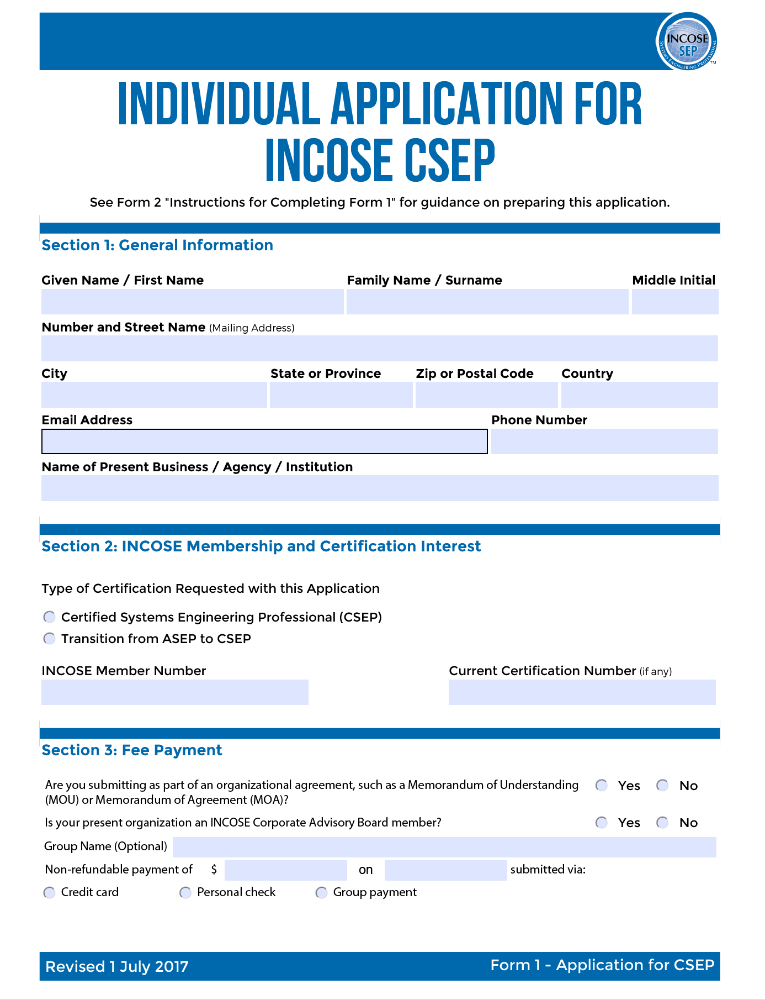 INCOSE
SEP
SYSTEMS ENGINEERING PROFESSIONAL
TM
INDIVIDUAL APPLICATION FOR
INCOSE CSEP
See Form 2 "Instructions for Completing Form 1" for guidance on preparing this application.
Section 1: General Information
Given Name / First Name Family Name / Surname Middle Initial
Number and Street Name (Mailing Address)
City State or Province Zip or Postal Code Country
Email Address Phone Number
Name of Present Business / Agency / Institution
Section 2: INCOSE Membership and Certification Interest
Type of Certification Requested with this Application
Certified Systems Engineering Professional (CSEP)
Transition from ASEP to CSEP
INCOSE Member Number Current Certification Number (if any)
Section 3: Fee Payment
Are you submitting as part of an organizational agreement, such as a Memorandum of Understanding Yes No
(MOU) or Memorandum of Agreement (MOA)?
Is your present organization an INCOSE Corporate Advisory Board member? Yes No
Group Name (Optional)
Non-refundable payment of $ on submitted via:
Credit card Personal check Group payment
Revised 1 July 2017 Form 1 - Application for CSEP